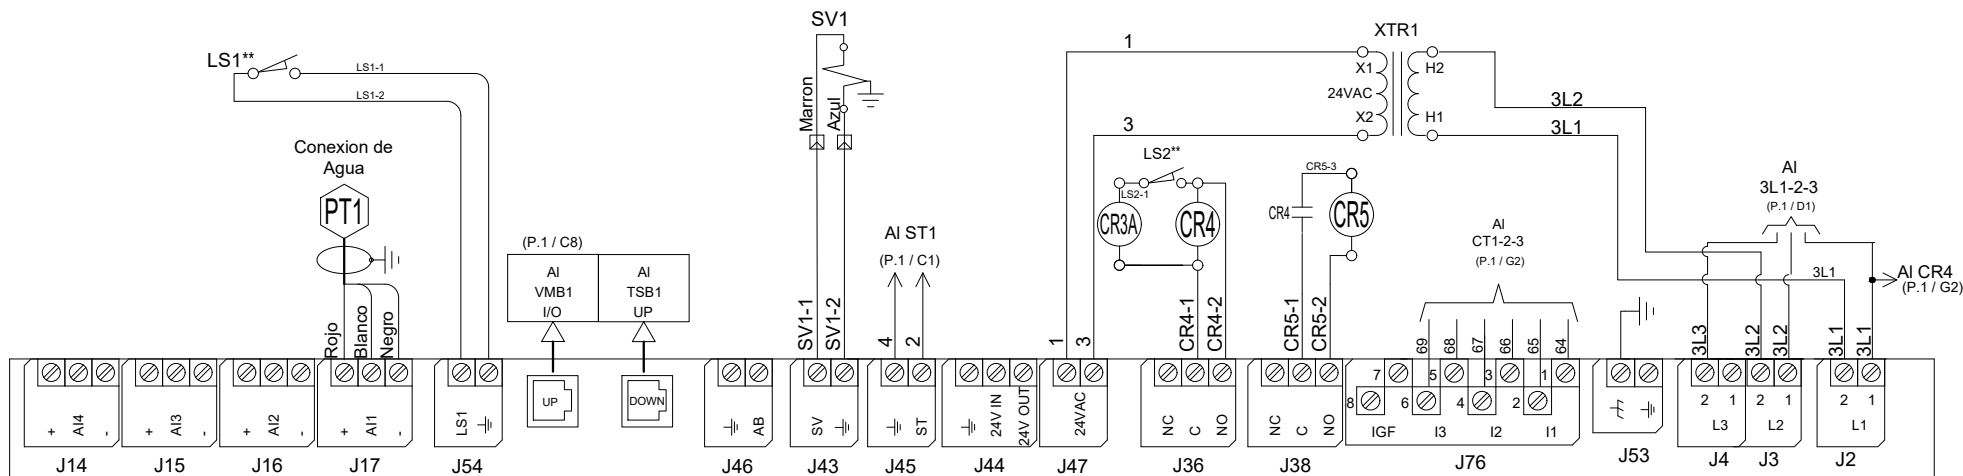 SV1
XTR1
LS1**
LS1-1
LS1-2
1
X1
H2
24VAC
3L2
X2
H1
3
3L1
Marron
Azul
Conexion de
Agua
PT1
LS2**
LS2-1
CR3A
CR4
CR5-3
CR4
CR5
Al
3L1-2-3
(P.1 / D1)
Al
CT1-2-3
(P.1 / G2)
Al ST1
(P.1 / C1)
(P.1 / C8)
Al
VMB1
I/O
Al
TSB1
UP
3L1
Al CR4
(P.1 / G2)
Rojo
Blanco
Negro
SV1-1
SV1-2
4
2
1
3
CR4-1
CR4-2
CR5-1
CR5-2
69
68
67
66
65
64
3L3
3L2
3L2
3L1
3L1
+ AI4 -
+ AI3 -
+ AI2 -
+ AI1 -
LS1
UP
DOWN
AB
SV
ST
24V IN
24V OUT
24VAC
NC
C
NO
NC
C
NO
7
5
3
1
8
6
4
2
IGF
I3
I2
I1
2 1
L3
2 1
L2
2 1
L1
J14
J15
J16
J17
J54
J46
J43
J45
J44
J47
J36
J38
J76
J53
J4
J3
J2